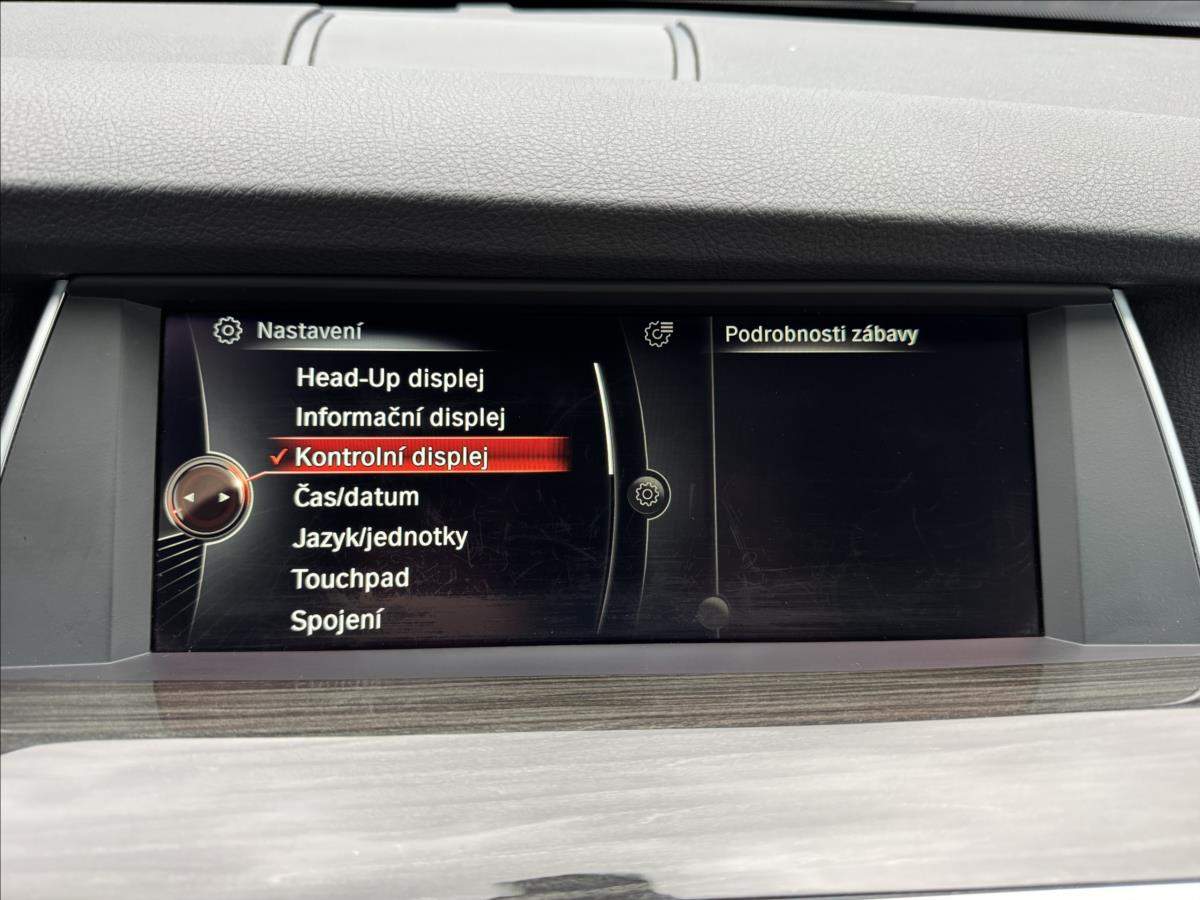 Nastavení
Head-Up displej
Informační displej
Kontrolní displej
Čas/datum
Jazyk/jednotky
Touchpad
Spojení
Podrobnosti zábavy